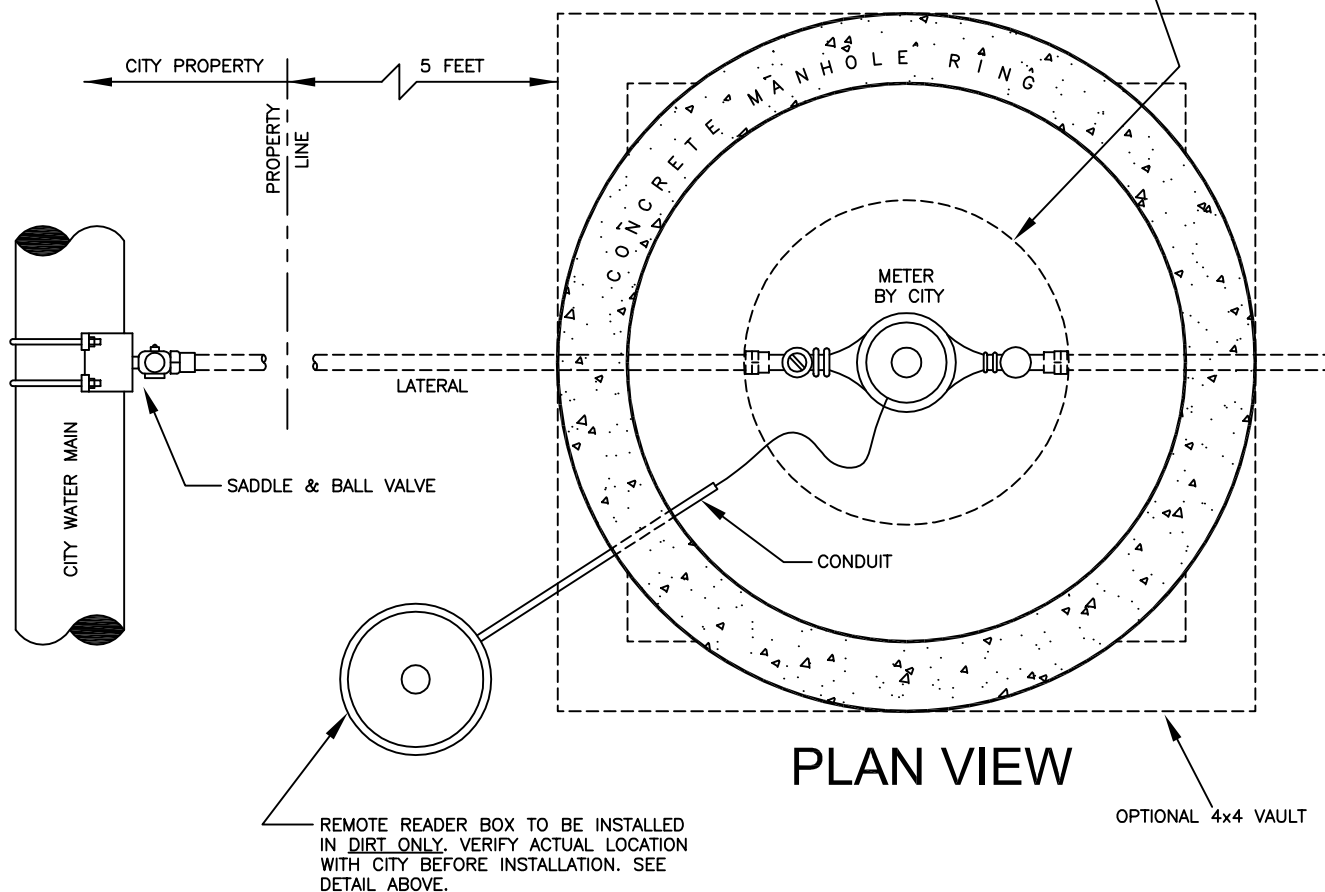 CITY PROPERTY
5 FEET
PROPERTY
LINE
CONCRETE MANHOLE RING
METER
BY CITY
LATERAL
CITY WATER MAIN
SADDLE & BALL VALVE
CONDUIT
PLAN VIEW
OPTIONAL 4x4 VAULT
REMOTE READER BOX TO BE INSTALLED
IN DIRT ONLY. VERIFY ACTUAL LOCATION
WITH CITY BEFORE INSTALLATION. SEE
DETAIL ABOVE.